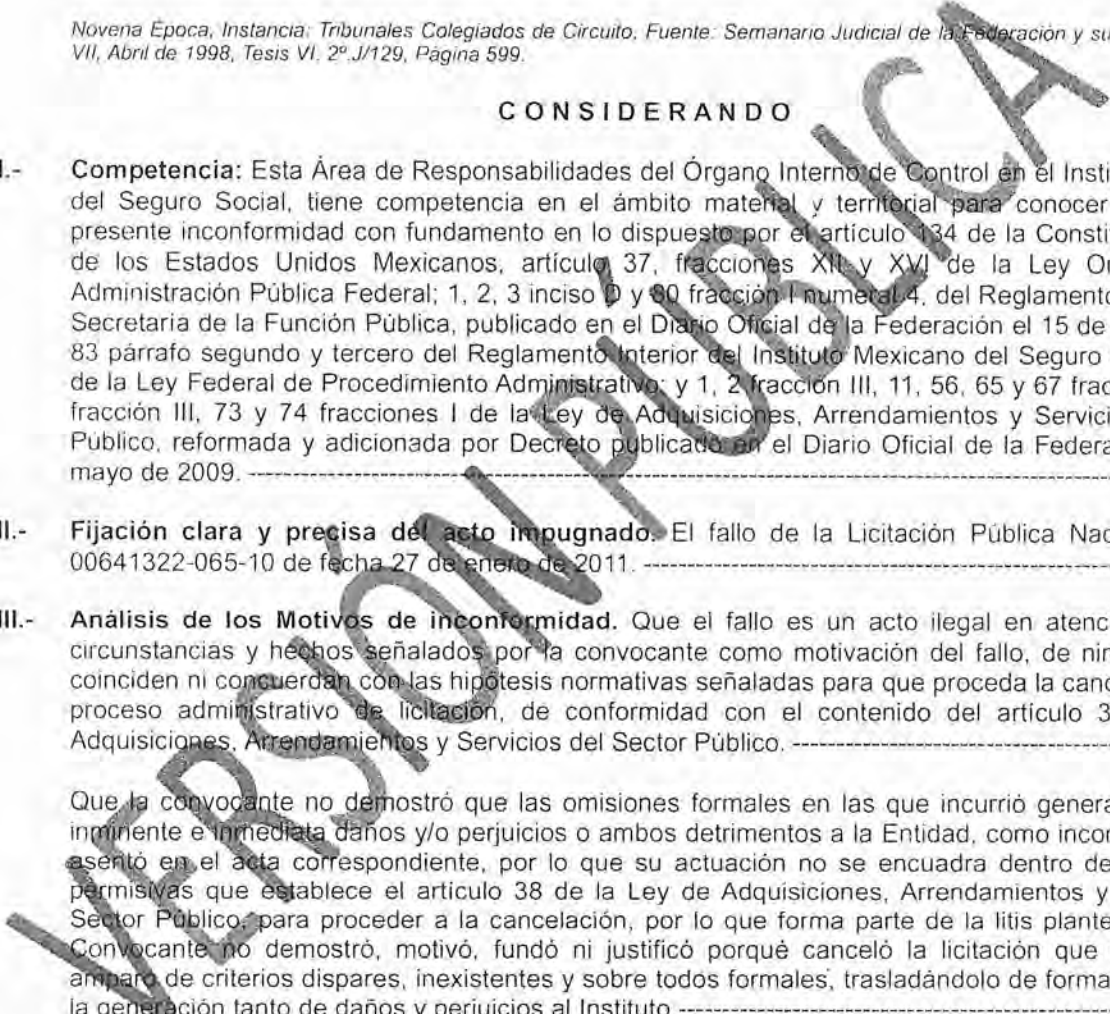 Novena Época, Instancia: Tribunales Colegiados de Circuito, Fuente: Semanario Judicial de la Federación y su
VII, Abril de 1998, Tesis VI. 2º.J/129, Página 599.
CONSIDERANDO
I.- Competencia: Esta Área de Responsabilidades del Órgano Interno de Control en el Insti
del Seguro Social, tiene competencia en el ámbito material y territorial para conocer
presente inconformidad con fundamento en lo dispuesto por el artículo 134 de la Consti
de los Estados Unidos Mexicanos, artículo 37, fracciones XII y XVI de la Ley Or
Administración Pública Federal; 1, 2, 3 inciso D y 80 fracción I numeral 4, del Reglamento
Secretaria de la Función Pública, publicado en el Diario Oficial de la Federación el 15 de
83 párrafo segundo y tercero del Reglamento Interior del Instituto Mexicano del Seguro
de la Ley Federal de Procedimiento Administrativo; y 1, 2 fracción III, 11, 56, 65 y 67 frac
fracción III, 73 y 74 fracciones I de la Ley de Adquisiciones, Arrendamientos y Servici
Público, reformada y adicionada por Decreto publicado en el Diario Oficial de la Federa
mayo de 2009. ---
II.- Fijación clara y precisa del acto impugnado. El fallo de la Licitación Pública Nac
00641322-065-10 de fecha 27 de enero de 2011. ---
III.- Análisis de los Motivos de inconformidad. Que el fallo es un acto ilegal en atenc
circunstancias y hechos señalados por la convocante como motivación del fallo, de nin
coinciden ni concuerdan con las hipótesis normativas señaladas para que proceda la canc
proceso administrativo de licitación, de conformidad con el contenido del artículo 3
Adquisiciones, Arrendamientos y Servicios del Sector Público. ---
Que la convocante no demostró que las omisiones formales en las que incurrió genera
inminente e inmediata daños y/o perjuicios o ambos detrimentos a la Entidad, como incor
asentó en el acta correspondiente, por lo que su actuación no se encuadra dentro de
permisivas que establece el artículo 38 de la Ley de Adquisiciones, Arrendamientos y
Sector Público, para proceder a la cancelación, por lo que forma parte de la litis plante
Convocante no demostró, motivó, fundó ni justificó porqué canceló la licitación que
amparo de criterios dispares, inexistentes y sobre todos formales, trasladándolo de forma
la generación tanto de daños y perjuicios al Instituto ---
VERSIÓN PUBLICA